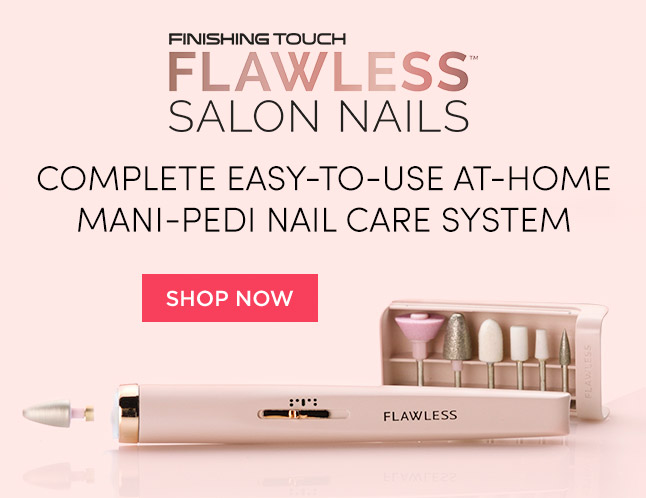 FINISHING TOUCH
FLAWLESS™
SALON NAILS
COMPLETE EASY-TO-USE AT-HOME
MANI-PEDI NAIL CARE SYSTEM
SHOP NOW
FLAWLESS
FLAWLESS